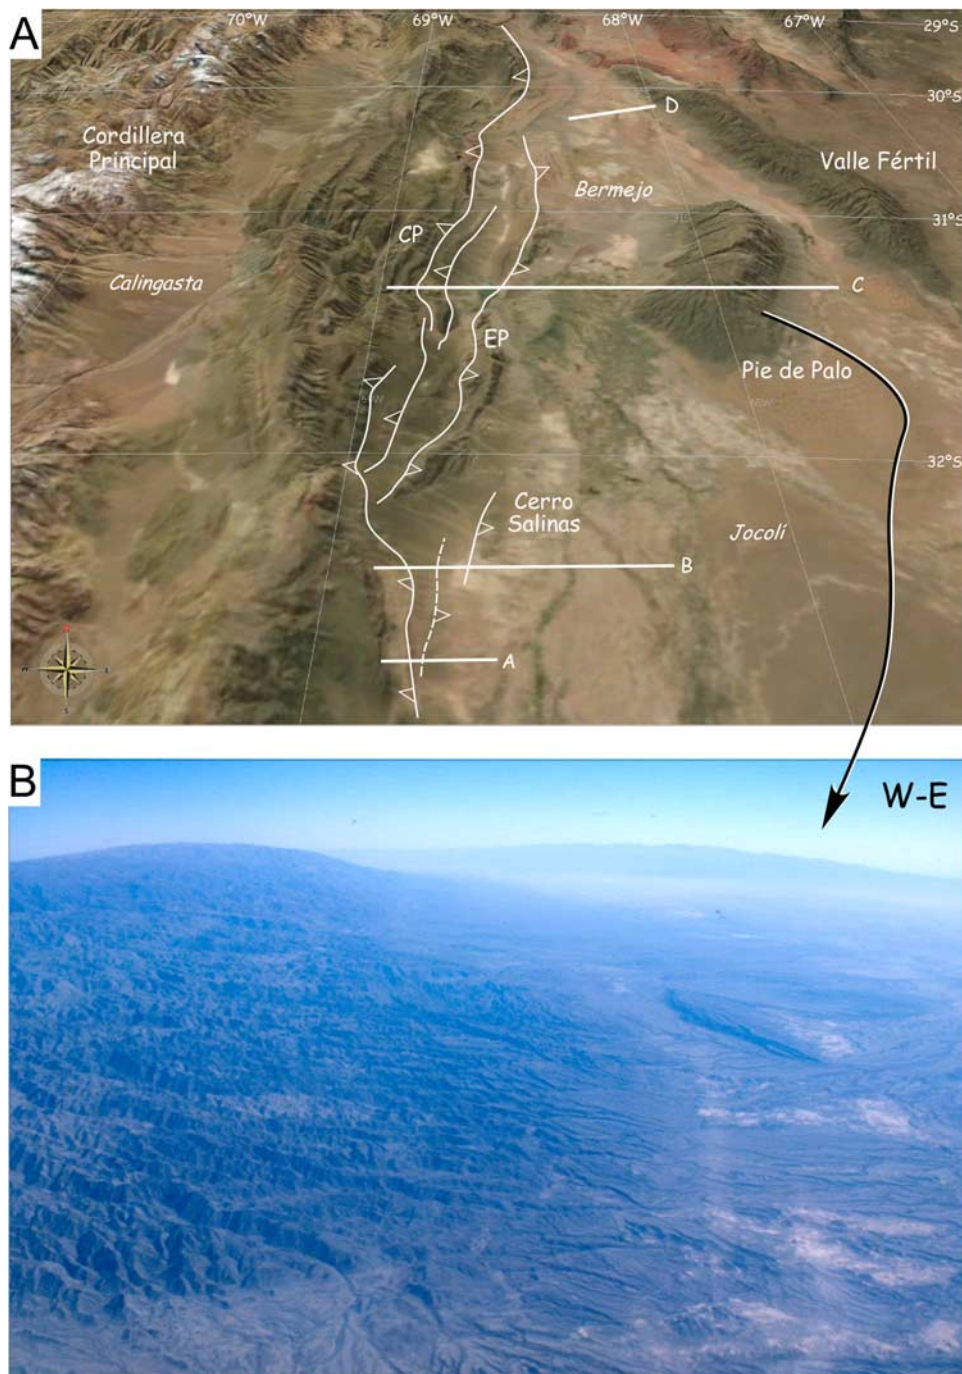 A
70°W
69°W
68°W
67°W
29°S
30°S
D
Cordillera
Principal
Valle Fértil
Bermejo
31°S
CP
Calingasta
C
EP
Pie de Palo
32°S
Cerro
Salinas
Jocolí
B
A
B
W-E